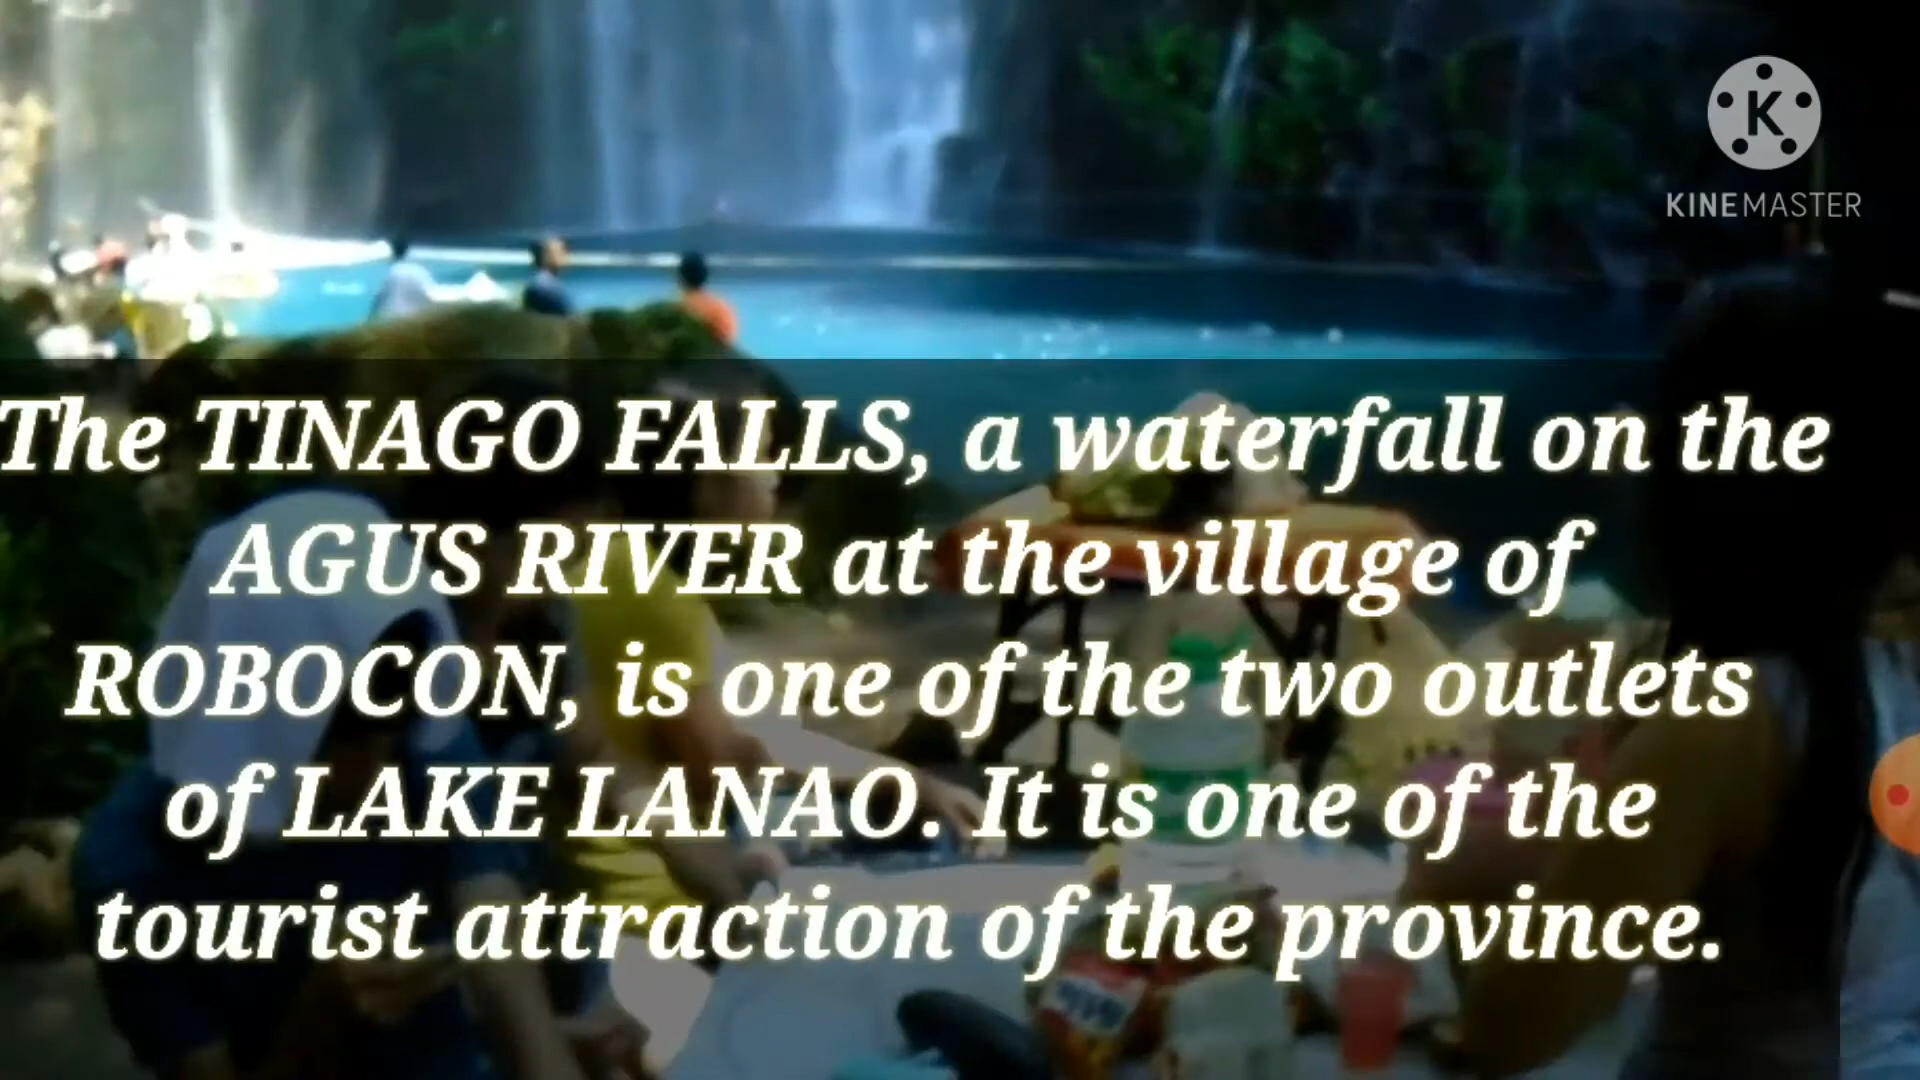 K
KINEMASTER
The TINAGO FALLS, a waterfall on the
AGUS RIVER at the village of
ROBOCON, is one of the two outlets
of LAKE LANAO. It is one of the
tourist attraction of the province.